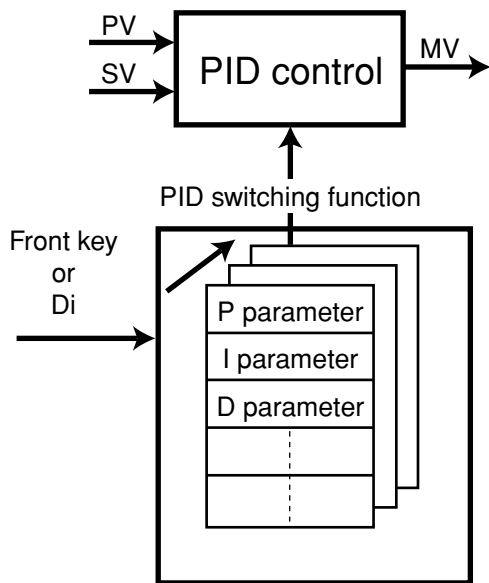 PV
SV
PID control
MV
PID switching function
Front key
or
Di
P parameter
I parameter
D parameter